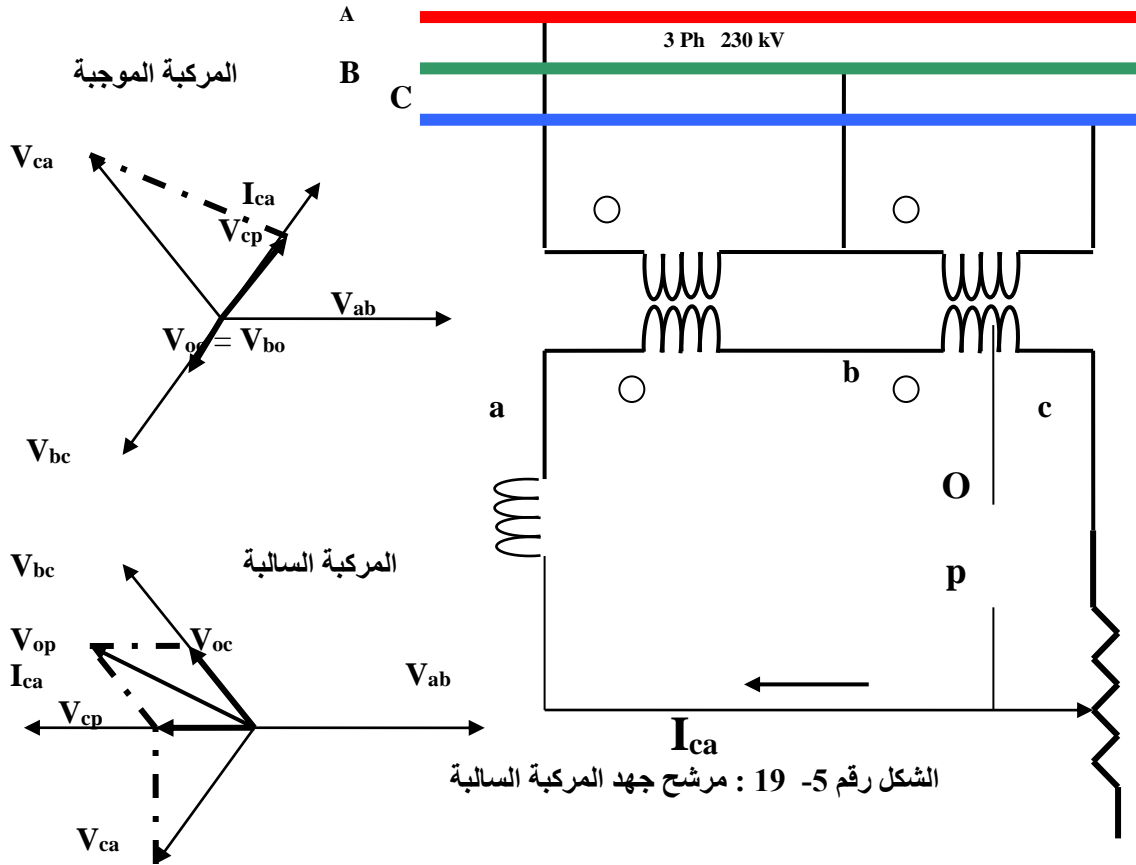 A
3 Ph 230 kV
المركبة الموجبة
B
C
Vca
Ica
Vcp
Vab
Voc = Vbo
b
a
c
Vbc
O
المركبة السالبة
Vbc
p
Vop
Voc
Ica
Vab
Vcp
Ica
الشكل رقم 5- 19 : مرشح جهد المركبة السالبة
Vca